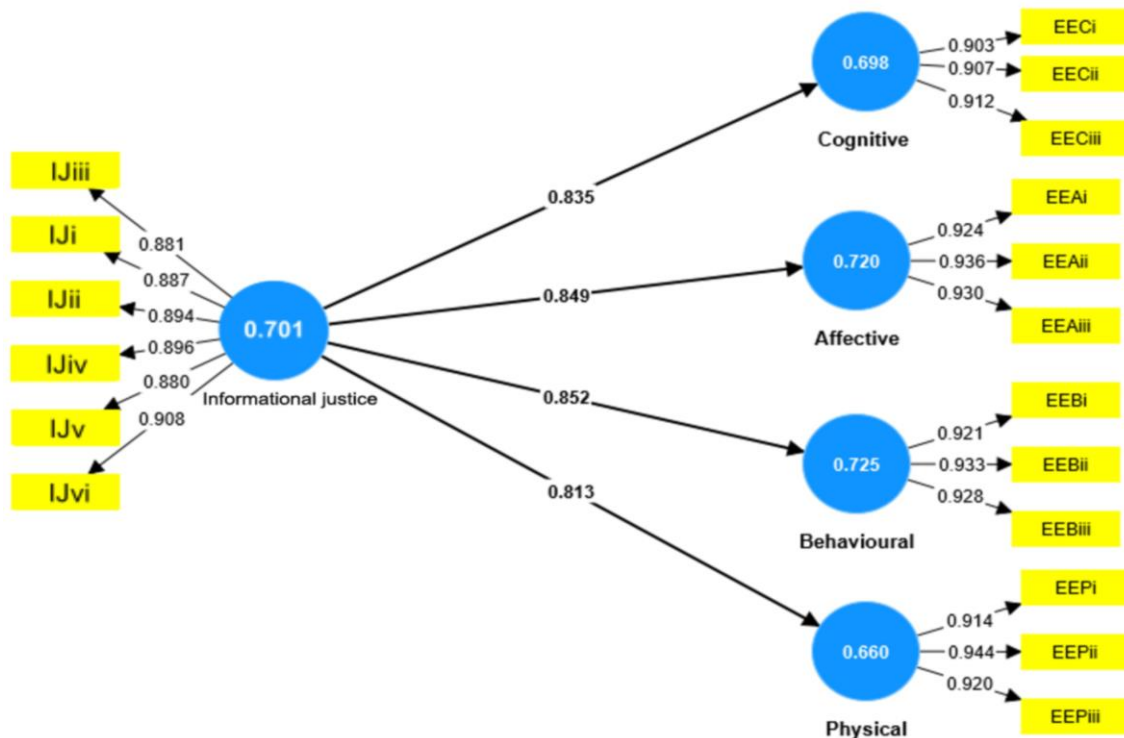 IJiii
IJi
IJii
IJiv
IJv
IJvi
0.881
0.887
0.894
0.896
0.880
0.908
0.701
Informational justice
0.835
0.849
0.852
0.813
0.698
Cognitive
0.903
0.907
0.912
EECi
EECii
EECiii
0.720
Affective
0.924
0.936
0.930
EEAi
EEAii
EEAiii
0.725
Behavioural
0.921
0.933
0.928
EEBi
EEBii
EEBiii
0.660
Physical
0.914
0.944
0.920
EEPi
EEPii
EEPiii